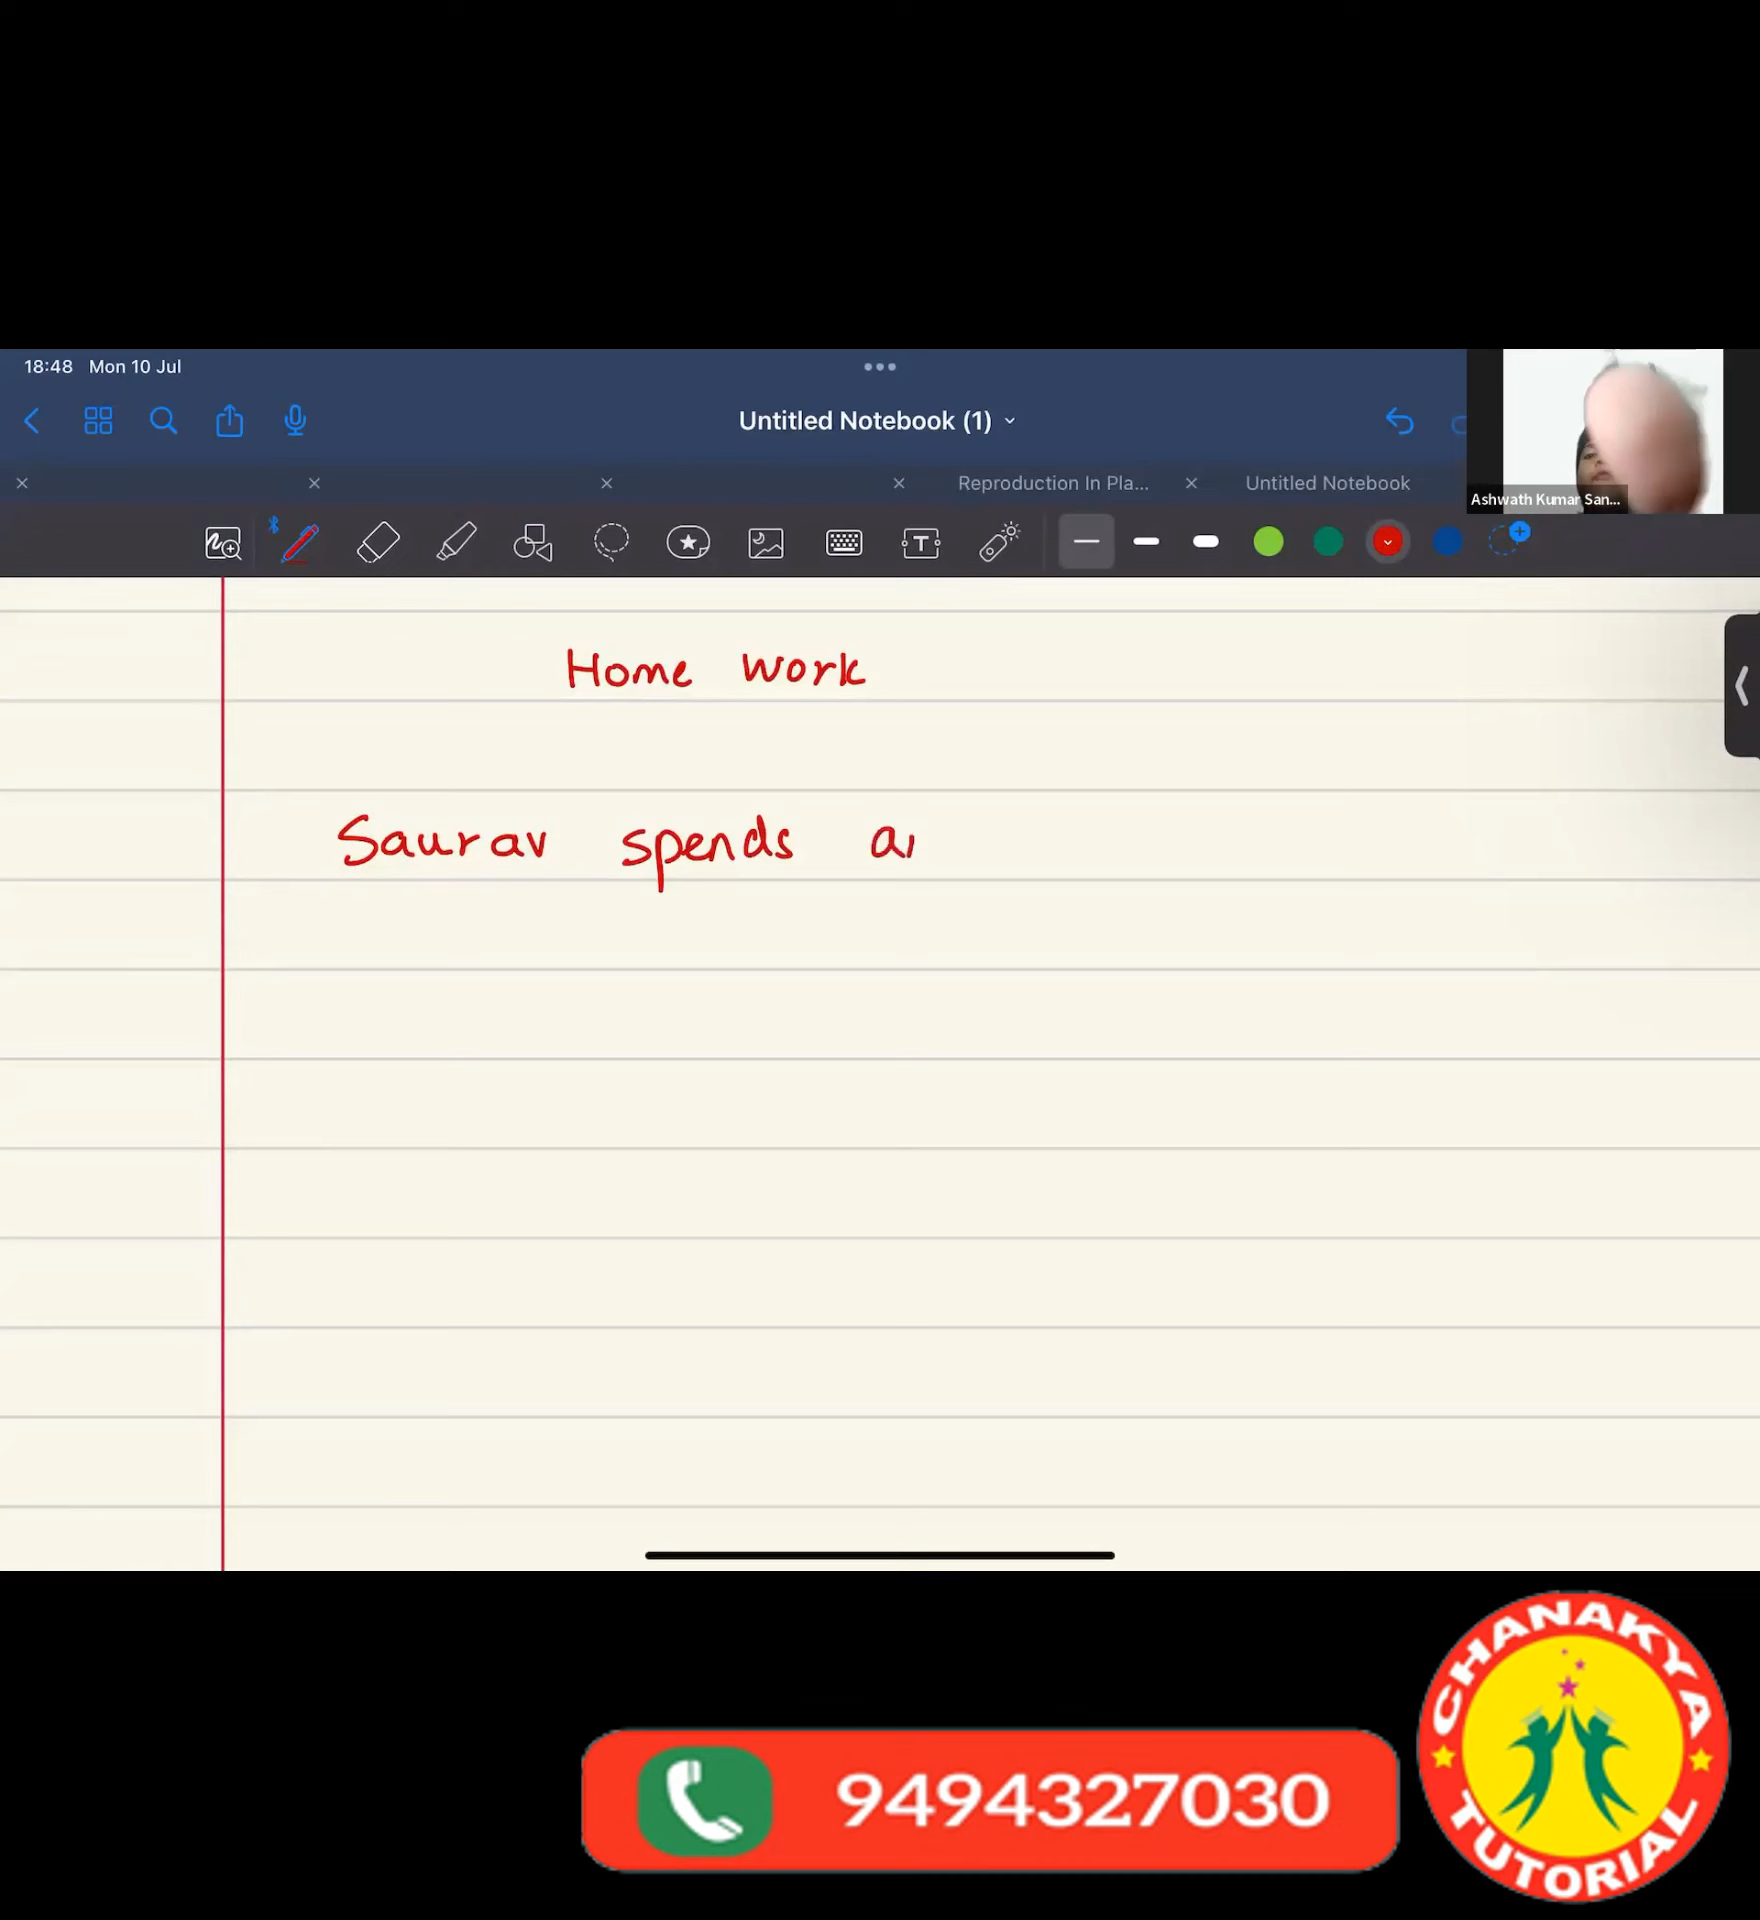 18:48 Mon 10 Jul
Untitled Notebook (1)
Reproduction In Pla... Untitled Notebook
Ashwath Kumar San...
T
Home work
Saurav spends
9494327030
CHANAKYA
TUTORIAL